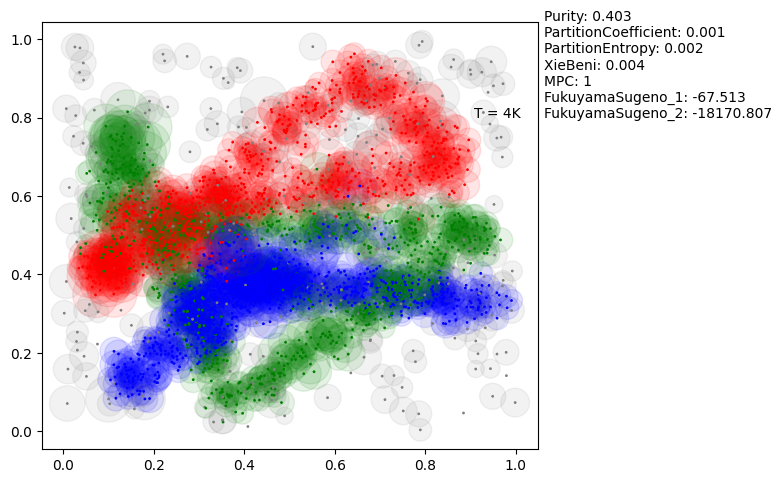 Purity: 0.403
PartitionCoefficient: 0.001
PartitionEntropy: 0.002
XieBeni: 0.004
MPC: 1
FukuyamaSugeno_1: -67.513
FukuyamaSugeno_2: -18170.807
T = 4K
1.0
0.8
0.6
0.4
0.2
0.0
0.0 0.2 0.4 0.6 0.8 1.0